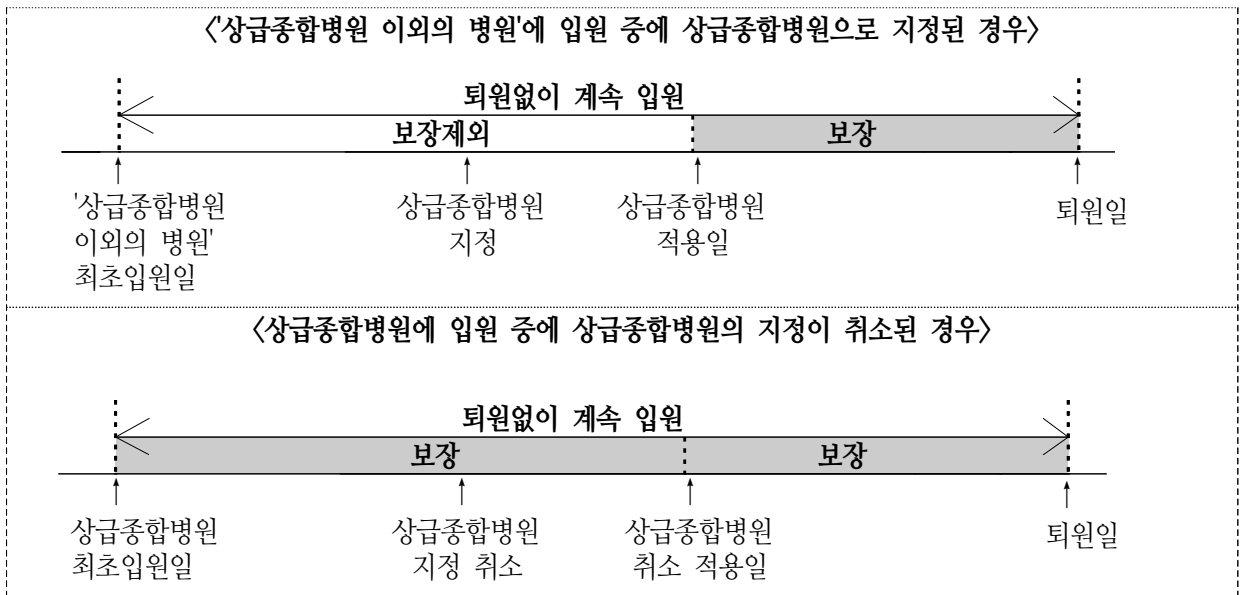 <'상급종합병원 이외의 병원'에 입원 중에 상급종합병원으로 지정된 경우>
퇴원없이 계속 입원
보장제외 보장
'상급종합병원
이외의 병원'
최초입원일
상급종합병원
지정
상급종합병원
적용일
퇴원일
<상급종합병원에 입원 중에 상급종합병원의 지정이 취소된 경우>
퇴원없이 계속 입원
보장 보장
상급종합병원
최초입원일
상급종합병원
지정 취소
상급종합병원
취소 적용일
퇴원일